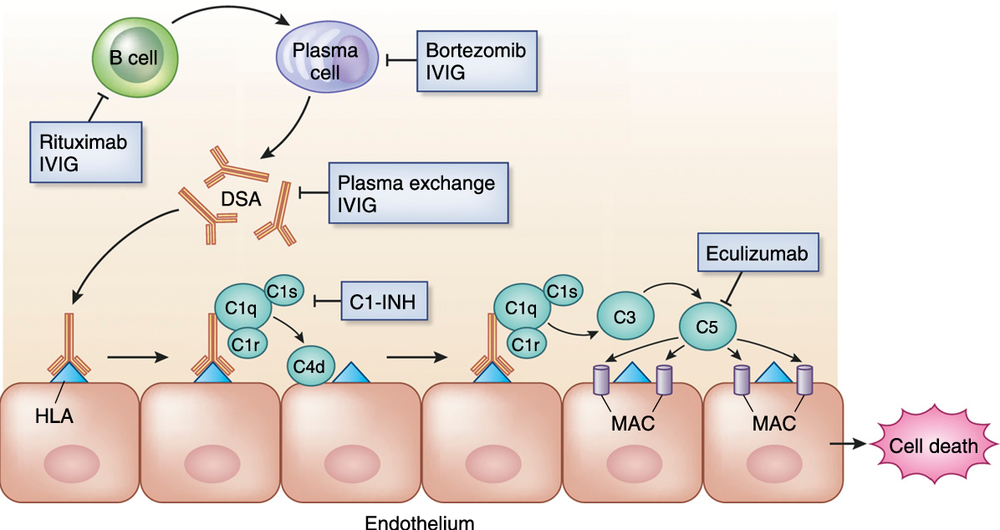 B cell
Plasma
cell
Bortezomib
IVIG
Rituximab
IVIG
DSA
Plasma exchange
IVIG
Eculizumab
C1q
C1s
C1r
C1-INH
C4d
C1q
C1s
C1r
C3
C5
HLA
MAC
MAC
Cell death
Endothelium